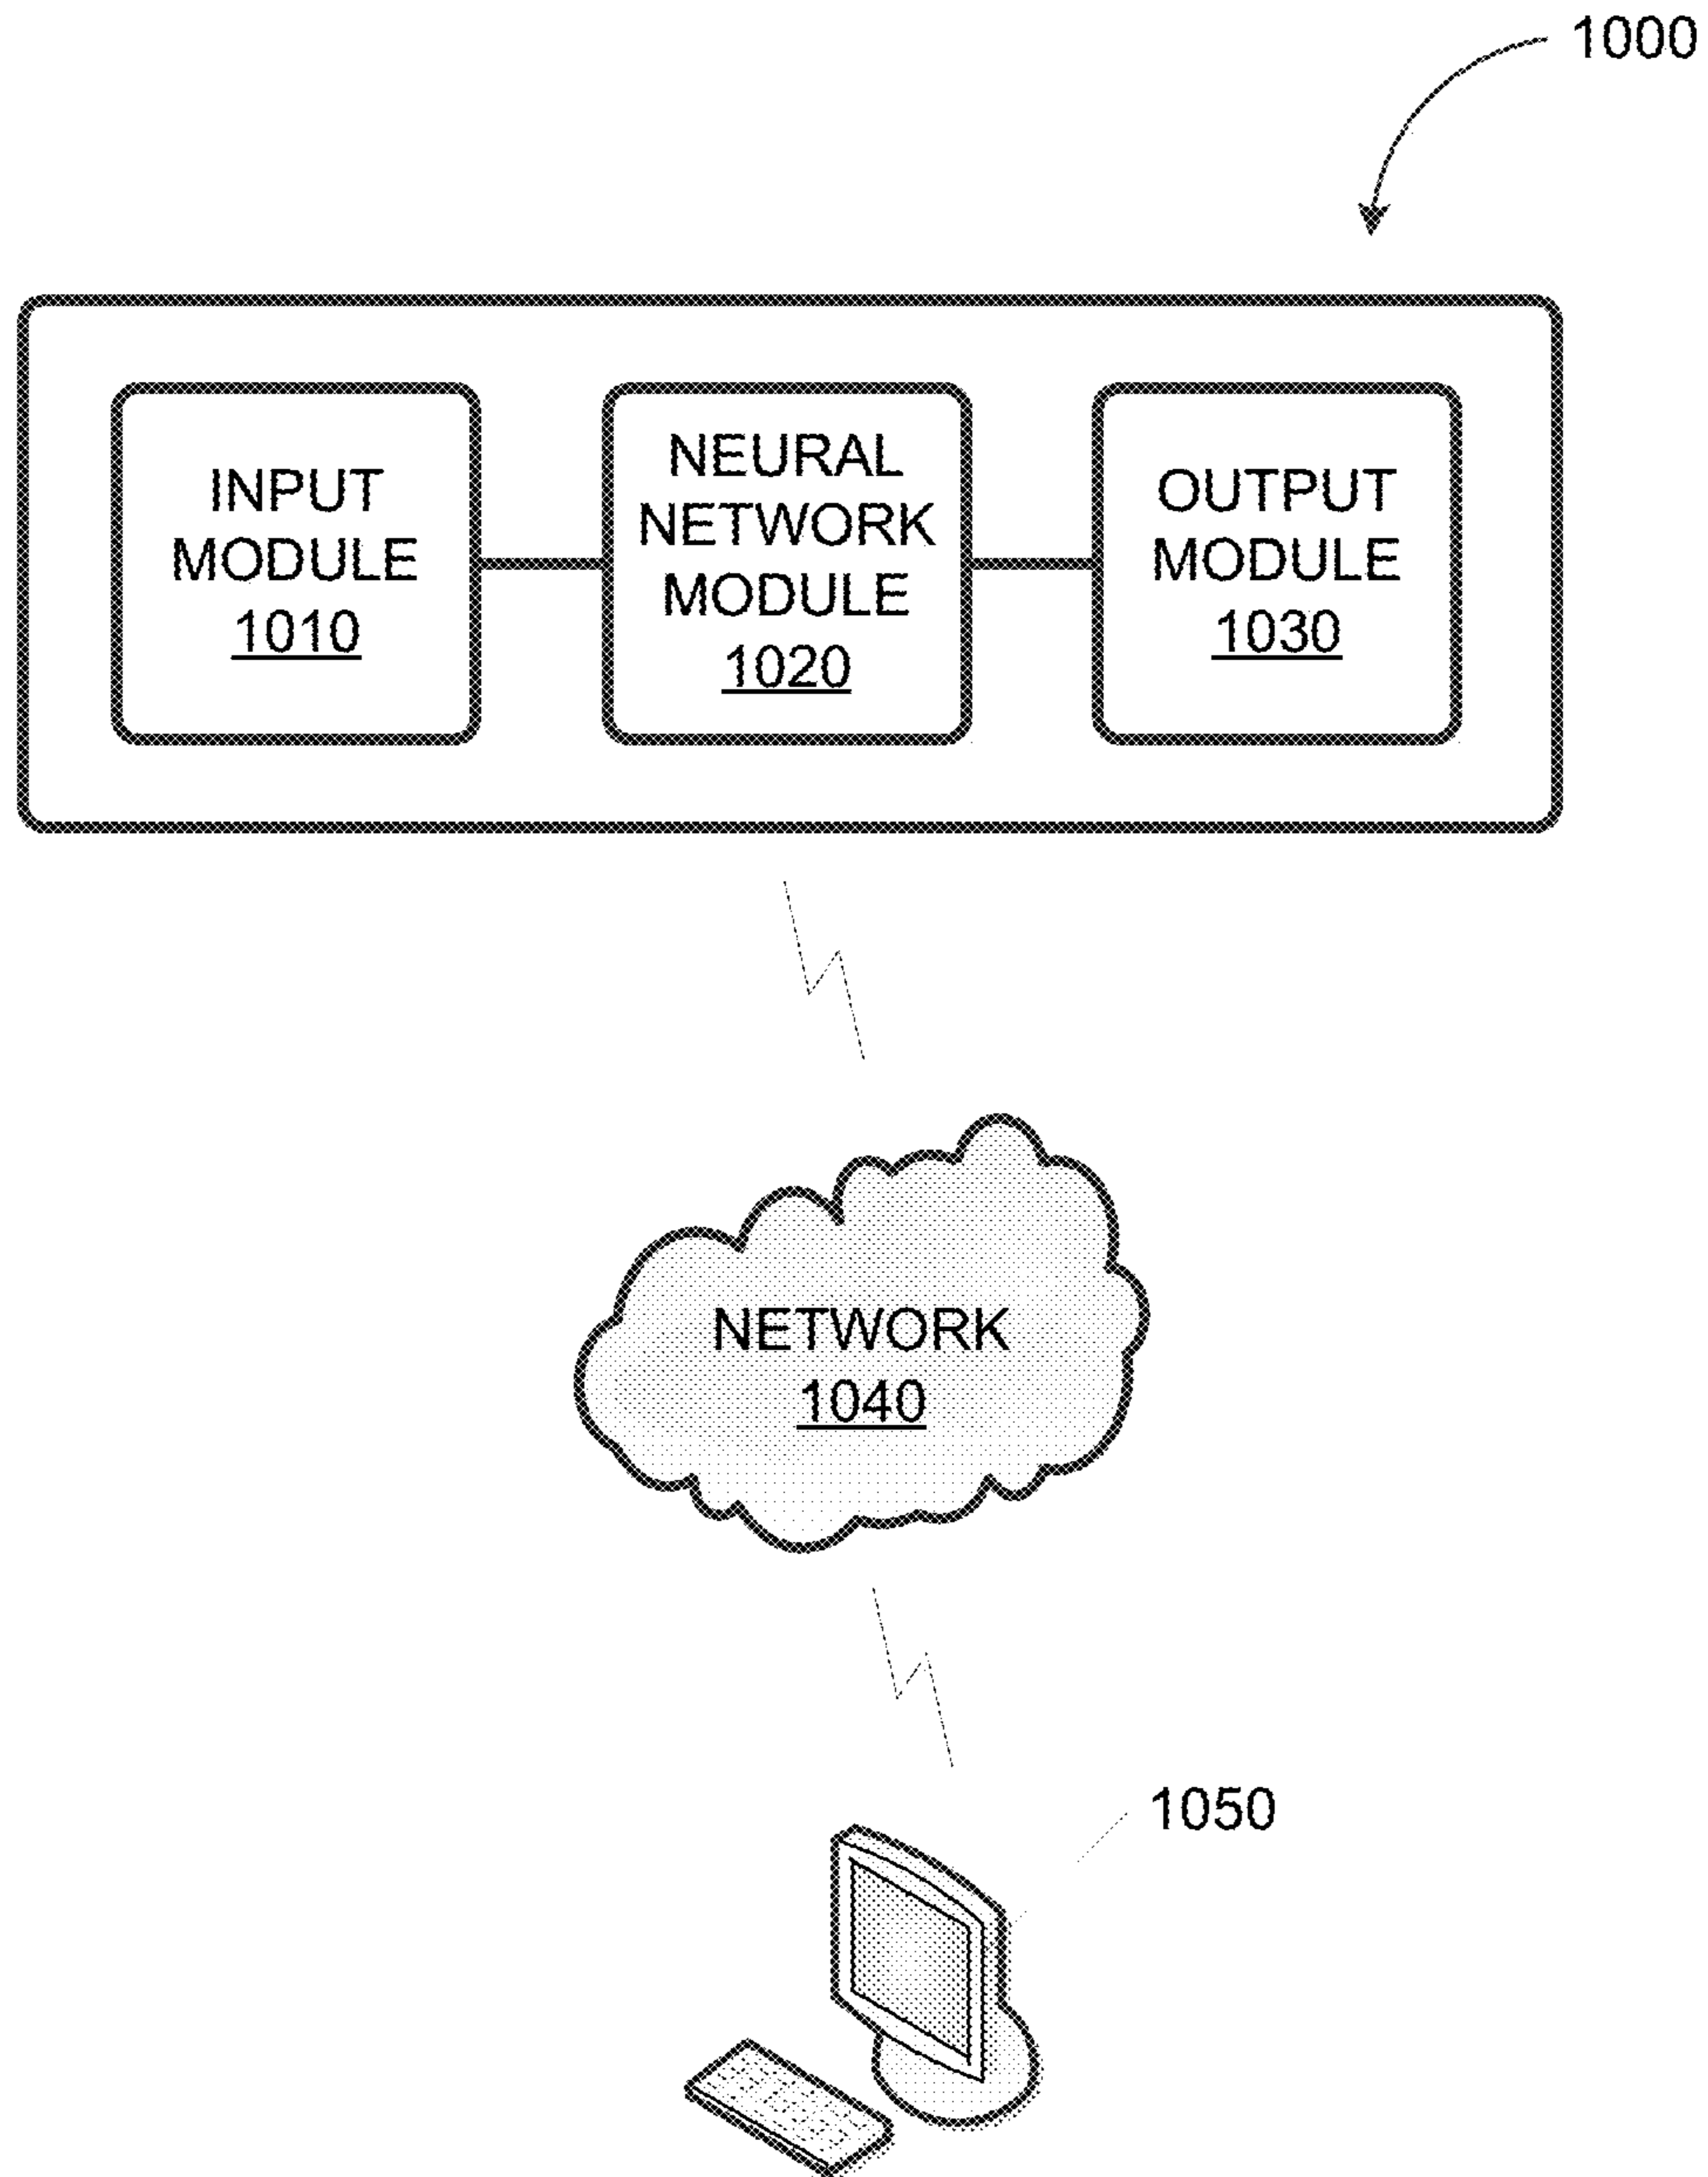 1000
INPUT
MODULE
1010
NEURAL
NETWORK
MODULE
1020
OUTPUT
MODULE
1030
NETWORK
1040
1050